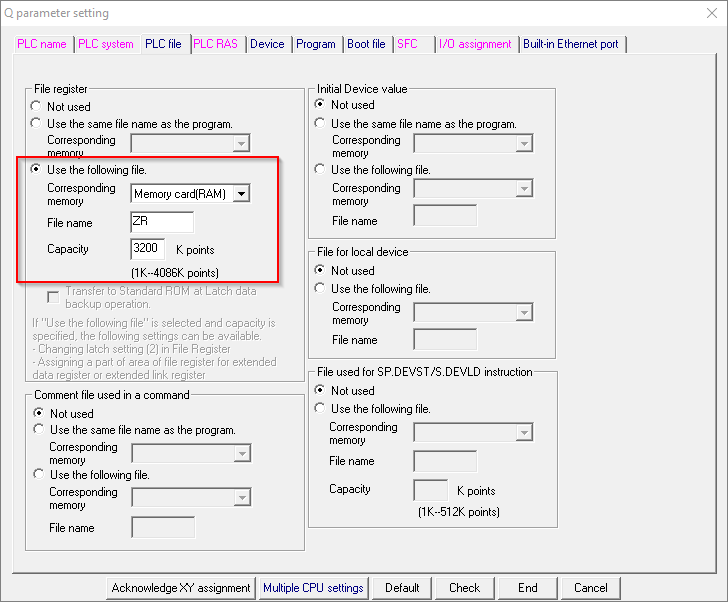 Q parameter setting
PLC name
PLC system
PLC file
PLC RAS
Device
Program
Boot file
SFC
I/O assignment
Built-in Ethernet port
File register
Not used
Use the same file name as the program.
Corresponding
memory
Use the following file.
Corresponding
memory
Memory card(RAM)
File name
ZR
Capacity
3200
K points
(1K--4086K points)
Transfer to Standard ROM at Latch data
backup operation.
If "Use the following file" is selected and capacity is
specified, the following settings can be available.
- Changing latch setting (2) in File Register
- Assigning a part of area of file register for extended
data register or extended link register
Comment file used in a command
Not used
Use the same file name as the program.
Corresponding
memory
Use the following file.
Corresponding
memory
File name
Initial Device value
Not used
Use the same file name as the program.
Corresponding
memory
Use the following file.
Corresponding
memory
File name
File for local device
Not used
Use the following file.
Corresponding
memory
File name
File used for SP.DEVST/S.DEVLD instruction
Not used
Use the following file.
Corresponding
memory
File name
Capacity
K points
(1K--512K points)
Acknowledge XY assignment
Multiple CPU settings
Default
Check
End
Cancel